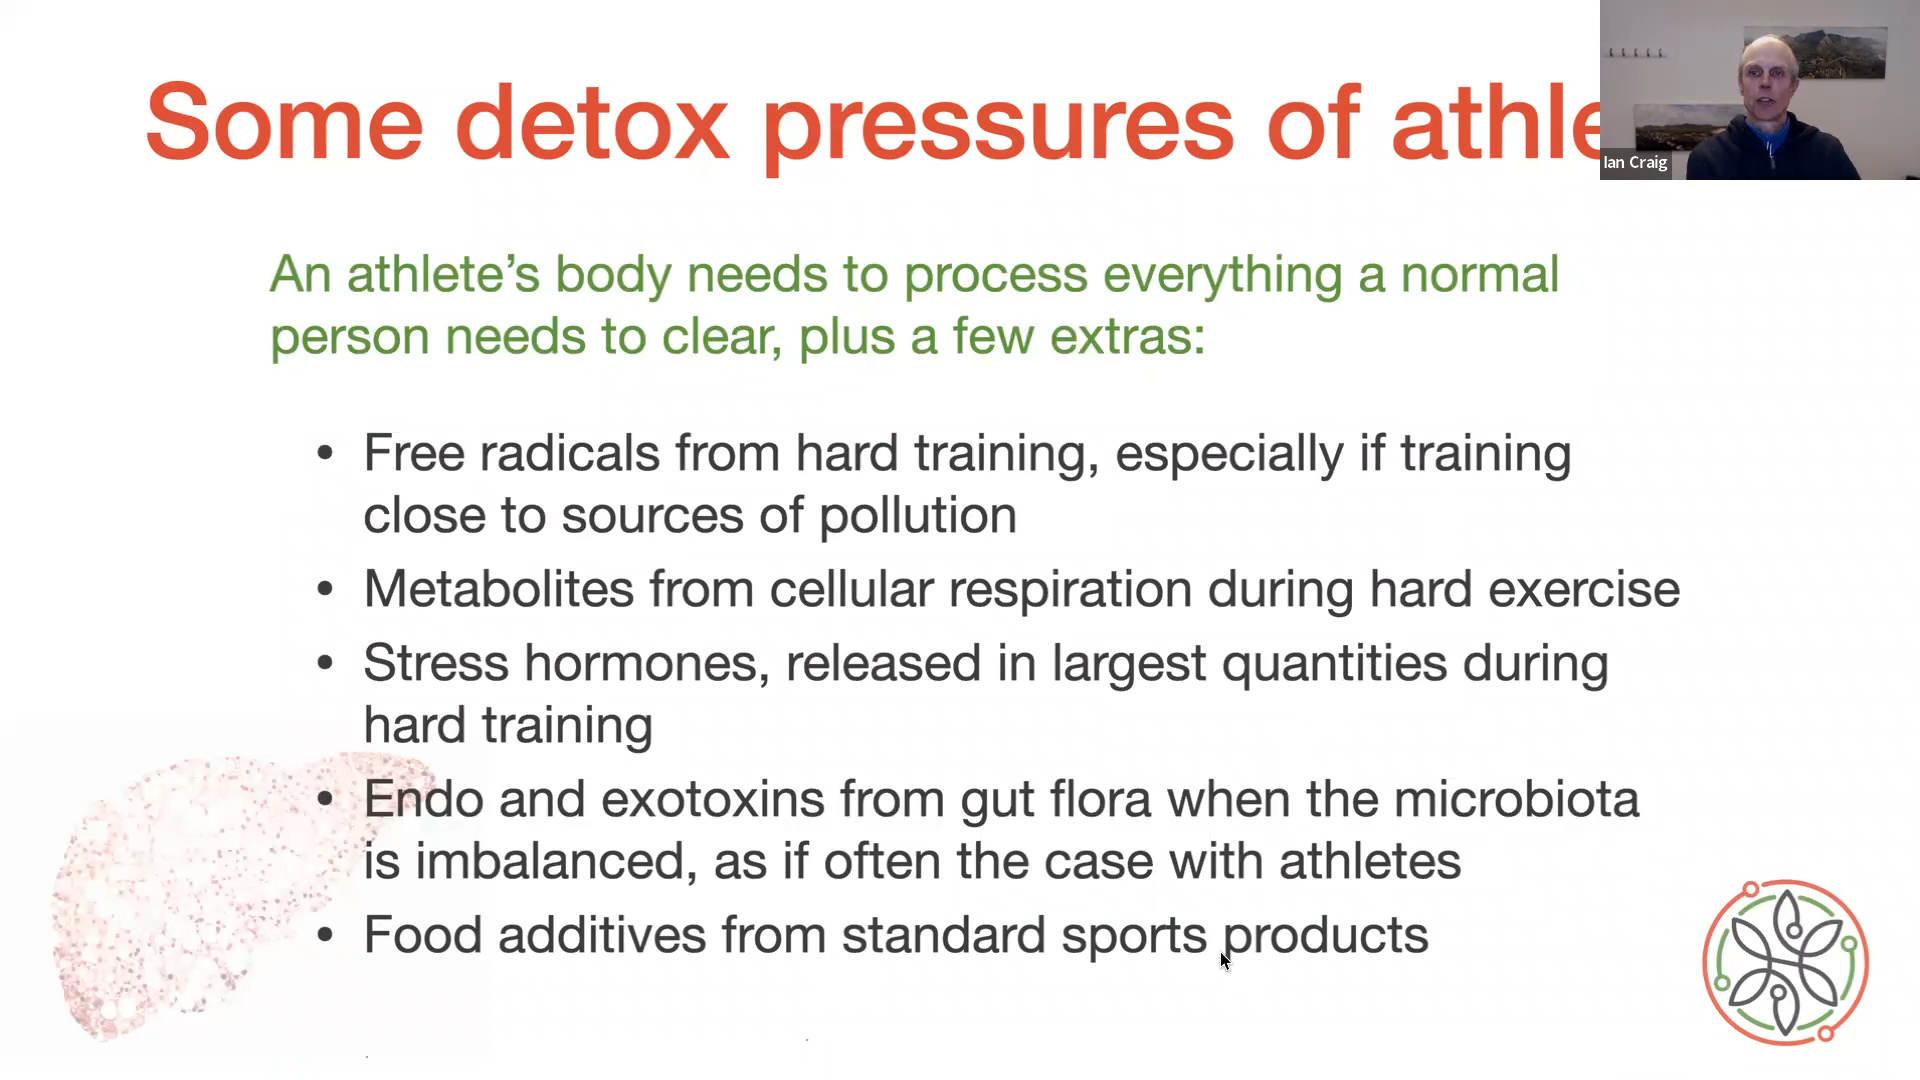 Some detox pressures of athle
Ian Craig
An athlete’s body needs to process everything a normal
person needs to clear, plus a few extras:
• Free radicals from hard training, especially if training
close to sources of pollution
• Metabolites from cellular respiration during hard exercise
• Stress hormones, released in largest quantities during
hard training
• Endo and exotoxins from gut flora when the microbiota
is imbalanced, as if often the case with athletes
• Food additives from standard sports products